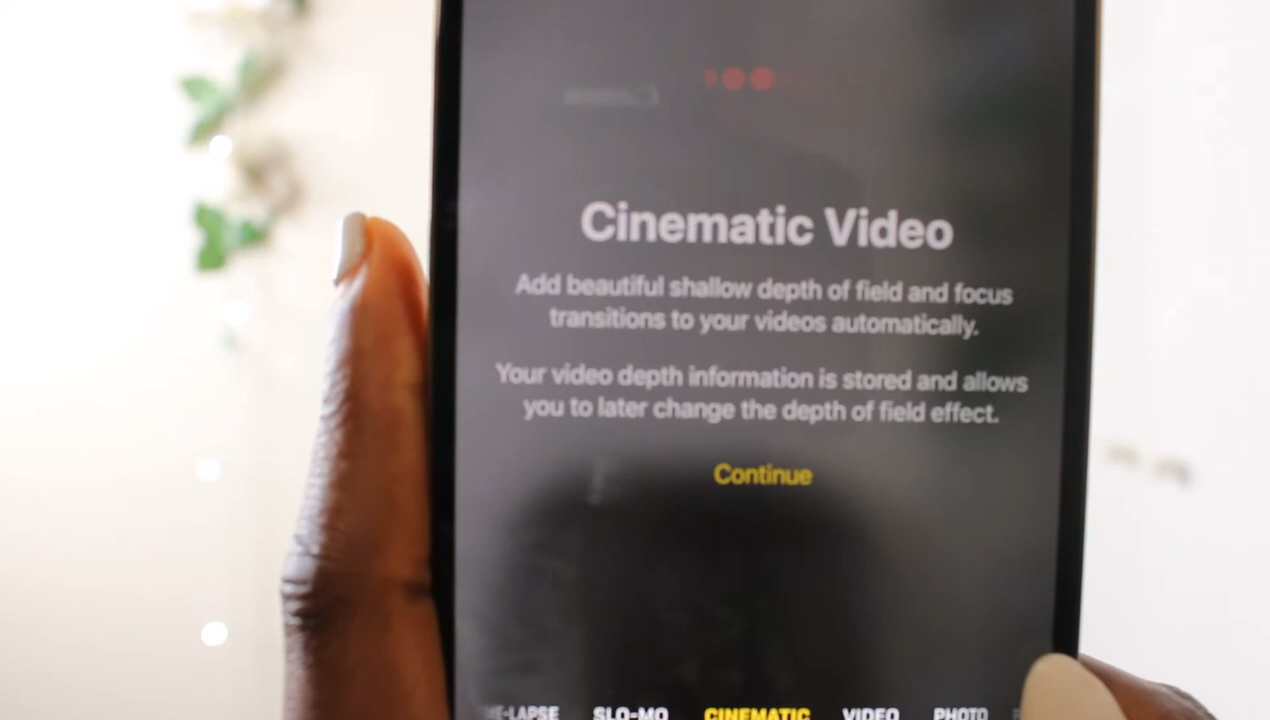 Cinematic Video
Add beautiful shallow depth of field and focus
transitions to your videos automatically.
Your video depth information is stored and allows
you to later change the depth of field effect.
Continue
E-LAPSE SLO-MO CINEMATIC VIDEO PHOTO